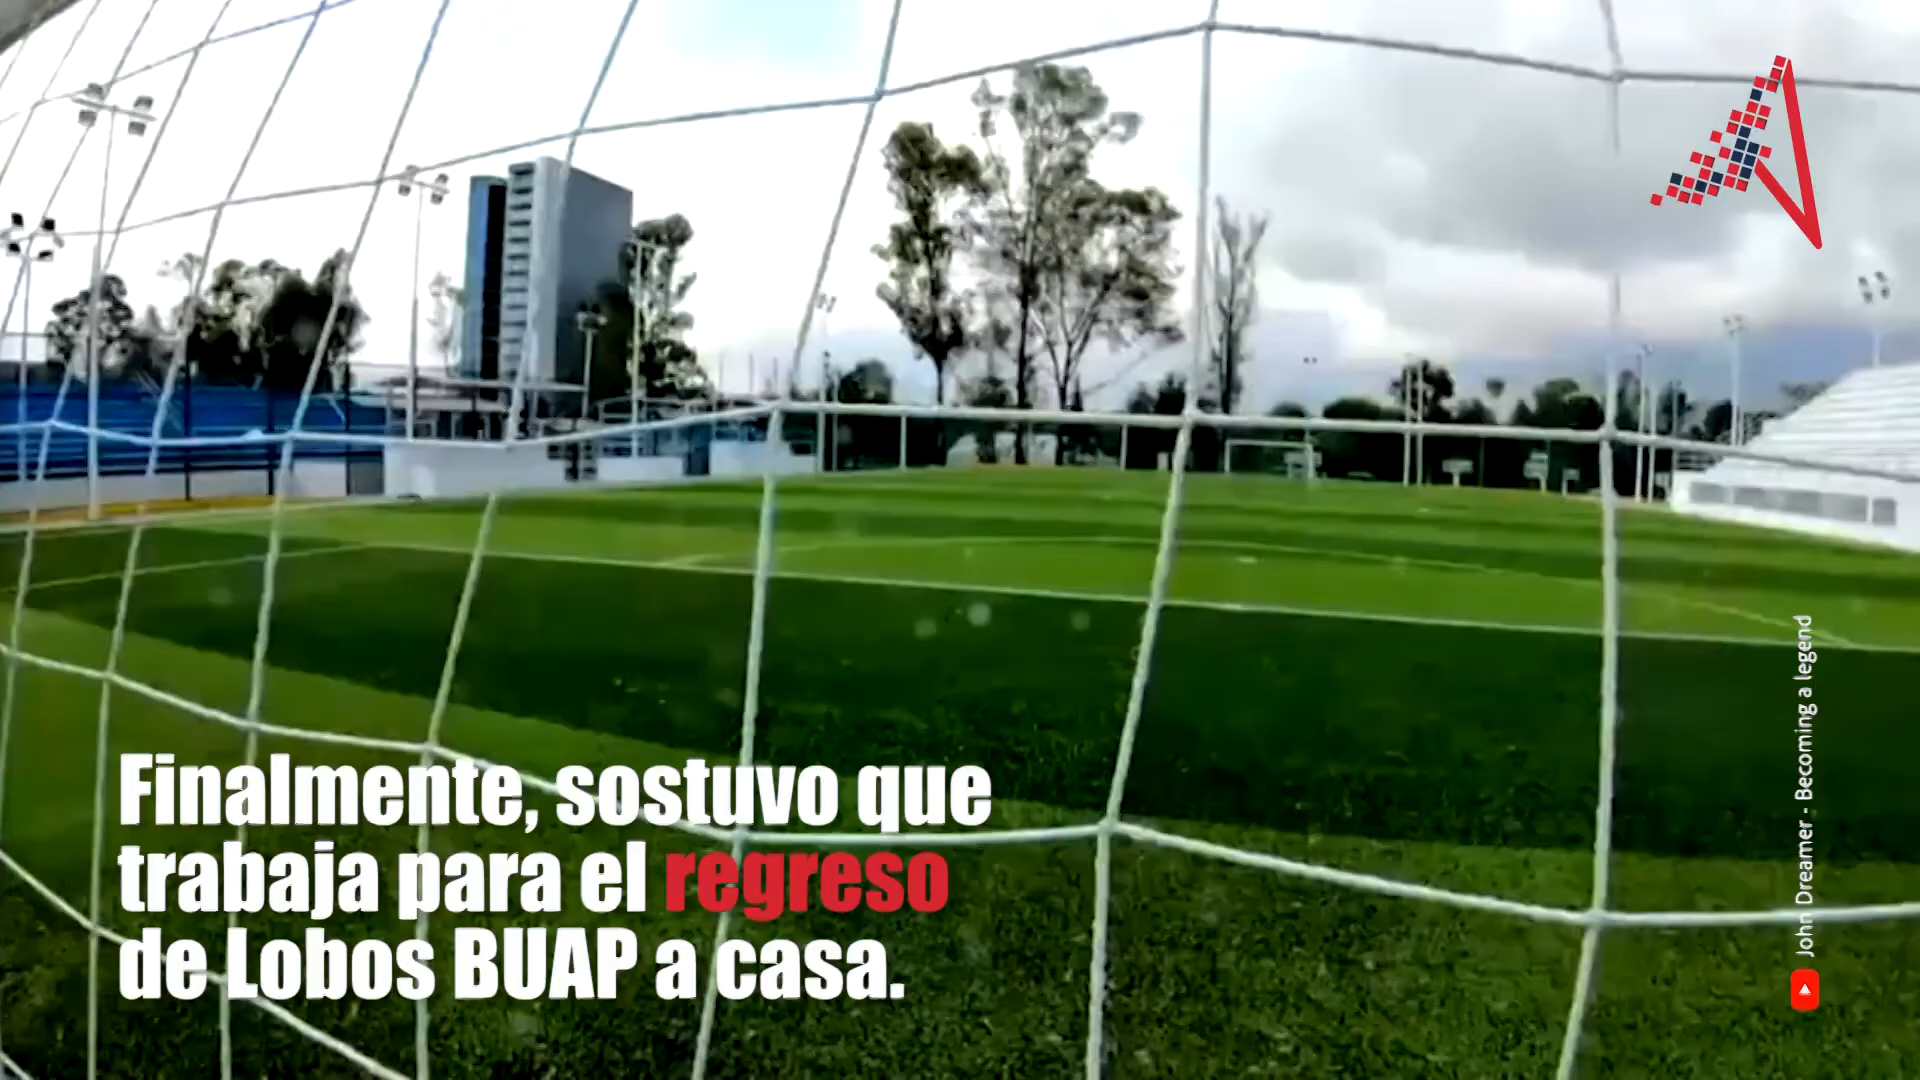 Finalmente, sostuvo que
trabaja para el regreso
de Lobos BUAP a casa.
John Dreamer - Becoming a legend